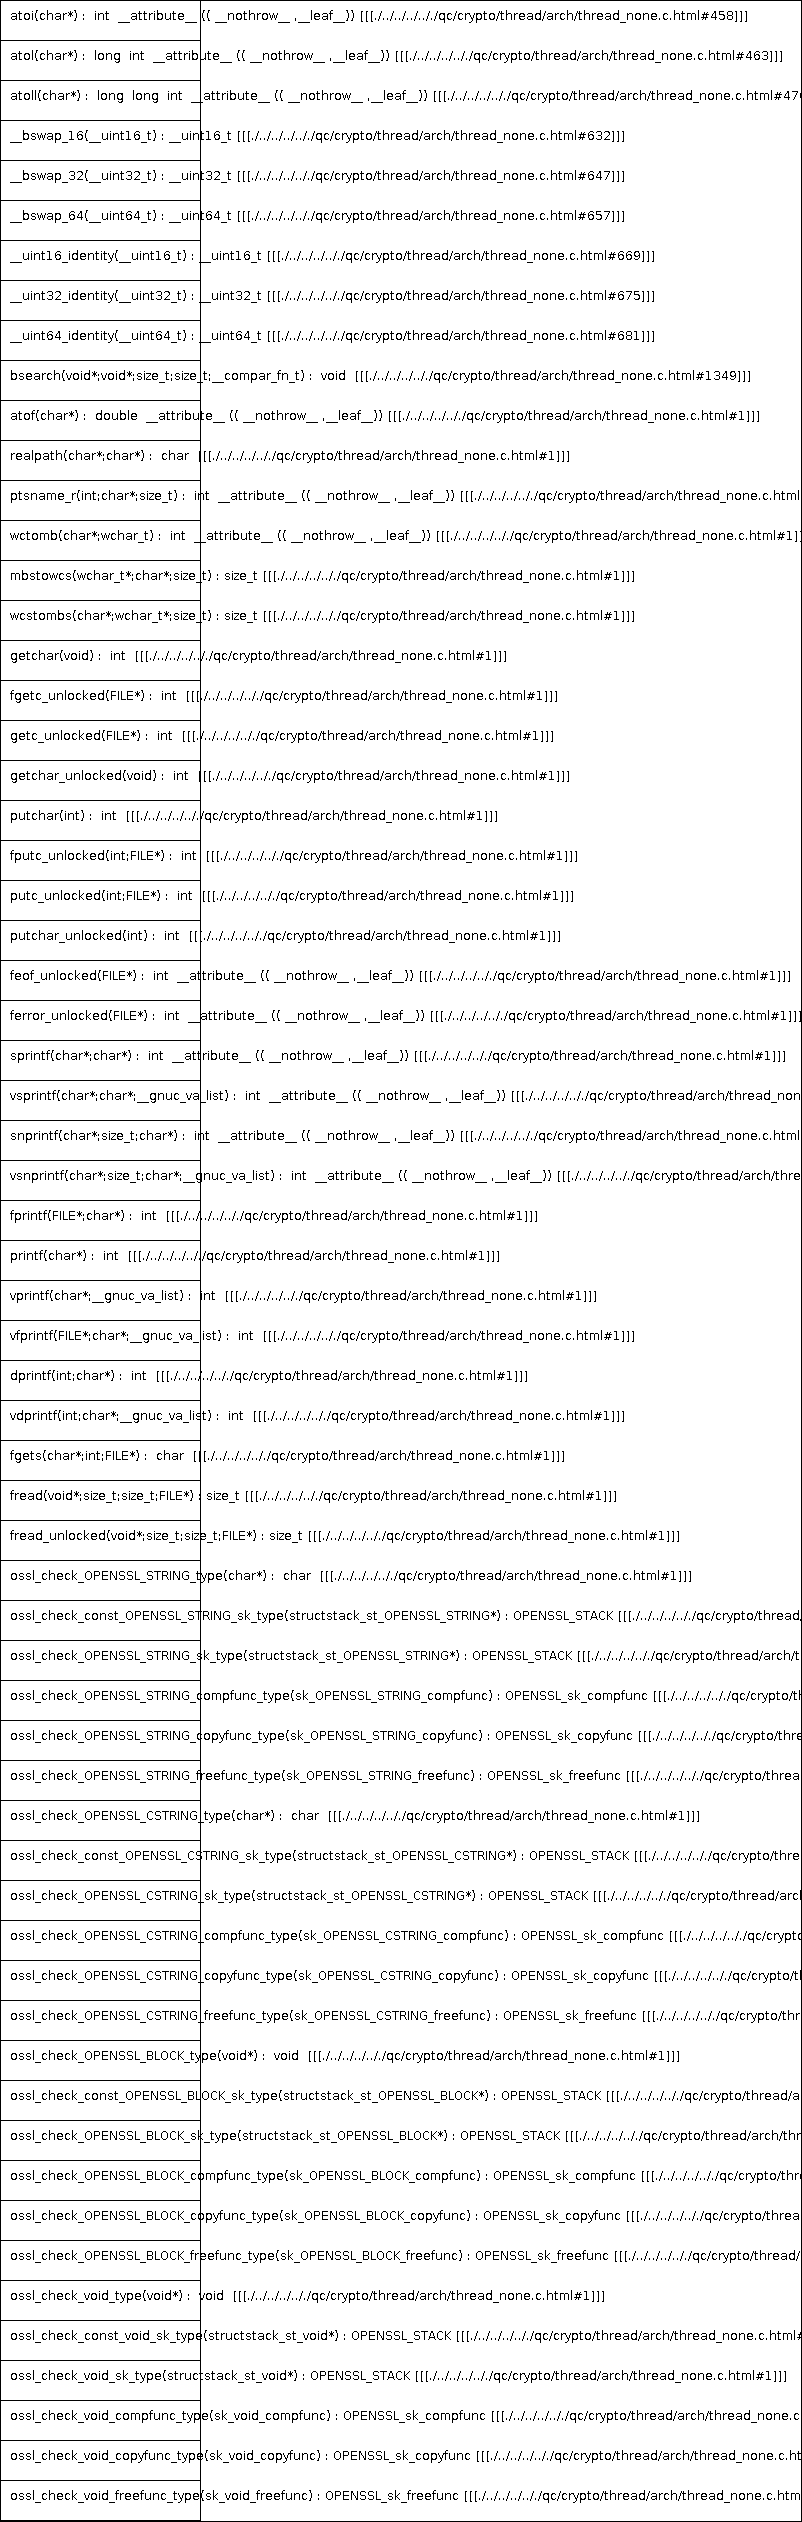 atoi(char*) :  int  __attribute__ (( __nothrow__ ,__leaf__)) [[[./../../../../../qc/crypto/thread/arch/thread_none.c.html#458]]]
atol(char*) :  long  int  __attribute__ (( __nothrow__ ,__leaf__)) [[[./../../../../../qc/crypto/thread/arch/thread_none.c.html#463]]]
atoll(char*) :  long  long  int  __attribute__ (( __nothrow__ ,__leaf__)) [[[./../../../../../qc/crypto/thread/arch/thread_none.c.html#470
__bswap_16(__uint16_t) : __uint16_t [[[./../../../../../qc/crypto/thread/arch/thread_none.c.html#632]]]
__bswap_32(__uint32_t) : __uint32_t [[[./../../../../../qc/crypto/thread/arch/thread_none.c.html#647]]]
__bswap_64(__uint64_t) : __uint64_t [[[./../../../../../qc/crypto/thread/arch/thread_none.c.html#657]]]
__uint16_identity(__uint16_t) : __uint16_t [[[./../../../../../qc/crypto/thread/arch/thread_none.c.html#669]]]
__uint32_identity(__uint32_t) : __uint32_t [[[./../../../../../qc/crypto/thread/arch/thread_none.c.html#675]]]
__uint64_identity(__uint64_t) : __uint64_t [[[./../../../../../qc/crypto/thread/arch/thread_none.c.html#681]]]
bsearch(void*;void*;size_t;size_t;__compar_fn_t) :  void  [[[./../../../../../qc/crypto/thread/arch/thread_none.c.html#1349]]]
atof(char*) :  double  __attribute__ (( __nothrow__ ,__leaf__)) [[[./../../../../../qc/crypto/thread/arch/thread_none.c.html#1]]]
realpath(char*;char*) :  char  [[[./../../../../../qc/crypto/thread/arch/thread_none.c.html#1]]]
ptsname_r(int;char*;size_t) :  int  __attribute__ (( __nothrow__ ,__leaf__)) [[[./../../../../../qc/crypto/thread/arch/thread_none.c.html
wctomb(char*;wchar_t) :  int  __attribute__ (( __nothrow__ ,__leaf__)) [[[./../../../../../qc/crypto/thread/arch/thread_none.c.html#1]]]
mbstowcs(wchar_t*;char*;size_t) : size_t [[[./../../../../../qc/crypto/thread/arch/thread_none.c.html#1]]]
wcstombs(char*;wchar_t*;size_t) : size_t [[[./../../../../../qc/crypto/thread/arch/thread_none.c.html#1]]]
getchar(void) :  int  [[[./../../../../../qc/crypto/thread/arch/thread_none.c.html#1]]]
fgetc_unlocked(FILE*) :  int  [[[./../../../../../qc/crypto/thread/arch/thread_none.c.html#1]]]
getc_unlocked(FILE*) :  int  [[[./../../../../../qc/crypto/thread/arch/thread_none.c.html#1]]]
getchar_unlocked(void) :  int  [[[./../../../../../qc/crypto/thread/arch/thread_none.c.html#1]]]
putchar(int) :  int  [[[./../../../../../qc/crypto/thread/arch/thread_none.c.html#1]]]
fputc_unlocked(int;FILE*) :  int  [[[./../../../../../qc/crypto/thread/arch/thread_none.c.html#1]]]
putc_unlocked(int;FILE*) :  int  [[[./../../../../../qc/crypto/thread/arch/thread_none.c.html#1]]]
putchar_unlocked(int) :  int  [[[./../../../../../qc/crypto/thread/arch/thread_none.c.html#1]]]
feof_unlocked(FILE*) :  int  __attribute__ (( __nothrow__ ,__leaf__)) [[[./../../../../../qc/crypto/thread/arch/thread_none.c.html#1]]]
ferror_unlocked(FILE*) :  int  __attribute__ (( __nothrow__ ,__leaf__)) [[[./../../../../../qc/crypto/thread/arch/thread_none.c.html#1]]]
sprintf(char*;char*) :  int  __attribute__ (( __nothrow__ ,__leaf__)) [[[./../../../../../qc/crypto/thread/arch/thread_none.c.html#1]]]
vsprintf(char*;char*;__gnuc_va_list) :  int  __attribute__ (( __nothrow__ ,__leaf__)) [[[./../../../../../qc/crypto/thread/arch/thread_non
snprintf(char*;size_t;char*) :  int  __attribute__ (( __nothrow__ ,__leaf__)) [[[./../../../../../qc/crypto/thread/arch/thread_none.c.html
vsnprintf(char*;size_t;char*;__gnuc_va_list) :  int  __attribute__ (( __nothrow__ ,__leaf__)) [[[./../../../../../qc/crypto/thread/arch/thre
fprintf(FILE*;char*) :  int  [[[./../../../../../qc/crypto/thread/arch/thread_none.c.html#1]]]
printf(char*) :  int  [[[./../../../../../qc/crypto/thread/arch/thread_none.c.html#1]]]
vprintf(char*;__gnuc_va_list) :  int  [[[./../../../../../qc/crypto/thread/arch/thread_none.c.html#1]]]
vfprintf(FILE*;char*;__gnuc_va_list) :  int  [[[./../../../../../qc/crypto/thread/arch/thread_none.c.html#1]]]
dprintf(int;char*) :  int  [[[./../../../../../qc/crypto/thread/arch/thread_none.c.html#1]]]
vdprintf(int;char*;__gnuc_va_list) :  int  [[[./../../../../../qc/crypto/thread/arch/thread_none.c.html#1]]]
fgets(char*;int;FILE*) :  char  [[[./../../../../../qc/crypto/thread/arch/thread_none.c.html#1]]]
fread(void*;size_t;size_t;FILE*) : size_t [[[./../../../../../qc/crypto/thread/arch/thread_none.c.html#1]]]
fread_unlocked(void*;size_t;size_t;FILE*) : size_t [[[./../../../../../qc/crypto/thread/arch/thread_none.c.html#1]]]
ossl_check_OPENSSL_STRING_type(char*) :  char  [[[./../../../../../qc/crypto/thread/arch/thread_none.c.html#1]]]
ossl_check_const_OPENSSL_STRING_sk_type(structstack_st_OPENSSL_STRING*) : OPENSSL_STACK [[[./../../../../../qc/crypto/thread/
ossl_check_OPENSSL_STRING_sk_type(structstack_st_OPENSSL_STRING*) : OPENSSL_STACK [[[./../../../../../qc/crypto/thread/arch/t
ossl_check_OPENSSL_STRING_compfunc_type(sk_OPENSSL_STRING_compfunc) : OPENSSL_sk_compfunc [[[./../../../../../qc/crypto/th
ossl_check_OPENSSL_STRING_copyfunc_type(sk_OPENSSL_STRING_copyfunc) : OPENSSL_sk_copyfunc [[[./../../../../../qc/crypto/thre
ossl_check_OPENSSL_STRING_freefunc_type(sk_OPENSSL_STRING_freefunc) : OPENSSL_sk_freefunc [[[./../../../../../qc/crypto/threa
ossl_check_OPENSSL_CSTRING_type(char*) :  char  [[[./../../../../../qc/crypto/thread/arch/thread_none.c.html#1]]]
ossl_check_const_OPENSSL_CSTRING_sk_type(structstack_st_OPENSSL_CSTRING*) : OPENSSL_STACK [[[./../../../../../qc/crypto/thre
ossl_check_OPENSSL_CSTRING_sk_type(structstack_st_OPENSSL_CSTRING*) : OPENSSL_STACK [[[./../../../../../qc/crypto/thread/arcl
ossl_check_OPENSSL_CSTRING_compfunc_type(sk_OPENSSL_CSTRING_compfunc) : OPENSSL_sk_compfunc [[[./../../../../../qc/crypto
ossl_check_OPENSSL_CSTRING_copyfunc_type(sk_OPENSSL_CSTRING_copyfunc) : OPENSSL_sk_copyfunc [[[./../../../../../qc/crypto/tl
ossl_check_OPENSSL_CSTRING_freefunc_type(sk_OPENSSL_CSTRING_freefunc) : OPENSSL_sk_freefunc [[[./../../../../../qc/crypto/thr
ossl_check_OPENSSL_BLOCK_type(void*) :  void  [[[./../../../../../qc/crypto/thread/arch/thread_none.c.html#1]]]
ossl_check_const_OPENSSL_BLOCK_sk_type(structstack_st_OPENSSL_BLOCK*) : OPENSSL_STACK [[[./../../../../../qc/crypto/thread/a
ossl_check_OPENSSL_BLOCK_sk_type(structstack_st_OPENSSL_BLOCK*) : OPENSSL_STACK [[[./../../../../../qc/crypto/thread/arch/thr
ossl_check_OPENSSL_BLOCK_compfunc_type(sk_OPENSSL_BLOCK_compfunc) : OPENSSL_sk_compfunc [[[./../../../../../qc/crypto/thr
ossl_check_OPENSSL_BLOCK_copyfunc_type(sk_OPENSSL_BLOCK_copyfunc) : OPENSSL_sk_copyfunc [[[./../../../../../qc/crypto/threa
ossl_check_OPENSSL_BLOCK_freefunc_type(sk_OPENSSL_BLOCK_freefunc) : OPENSSL_sk_freefunc [[[./../../../../../qc/crypto/thread/
ossl_check_void_type(void*) :  void  [[[./../../../../../qc/crypto/thread/arch/thread_none.c.html#1]]]
ossl_check_const_void_sk_type(structstack_st_void*) : OPENSSL_STACK [[[./../../../../../qc/crypto/thread/arch/thread_none.c.html#
ossl_check_void_sk_type(structstack_st_void*) : OPENSSL_STACK [[[./../../../../../qc/crypto/thread/arch/thread_none.c.html#1]]]
ossl_check_void_compfunc_type(sk_void_compfunc) : OPENSSL_sk_compfunc [[[./../../../../../qc/crypto/thread/arch/thread_none.c
ossl_check_void_copyfunc_type(sk_void_copyfunc) : OPENSSL_sk_copyfunc [[[./../../../../../qc/crypto/thread/arch/thread_none.c.ht
ossl_check_void_freefunc_type(sk_void_freefunc) : OPENSSL_sk_freefunc [[[./../../../../../qc/crypto/thread/arch/thread_none.c.htm